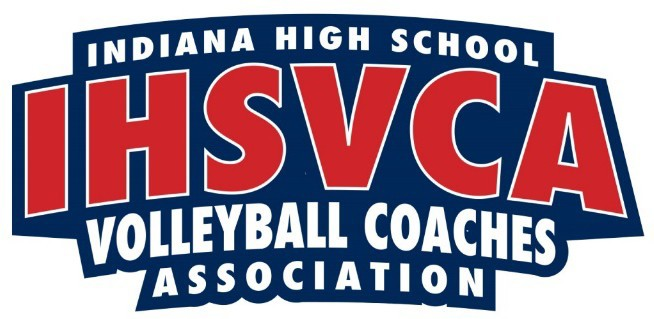 INDIANA HIGH SCHOOL
IHSVCA
VOLLEYBALL COACHES
ASSOCIATION